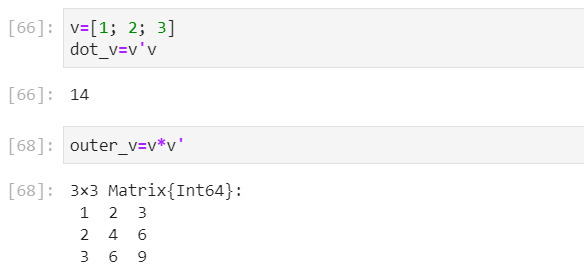 [66]: v=[1; 2; 3]
dot_v=v'v
[66]: 14
[68]: outer_v=v*v'
[68]: 3×3 Matrix{Int64}:
1 2 3
2 4 6
3 6 9